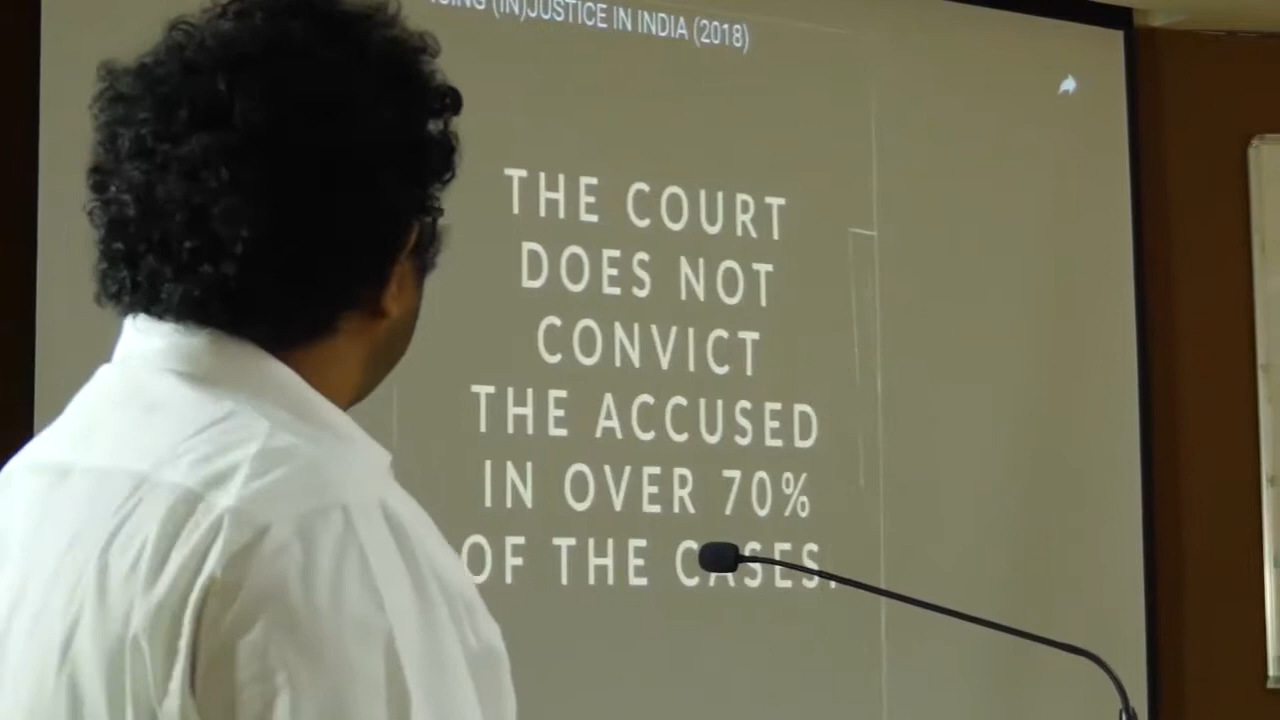 (IN)JUSTICE IN INDIA (2018)
THE COURT
DOES NOT
CONVICT
THE ACCUSED
IN OVER 70%
OF THE CASES.